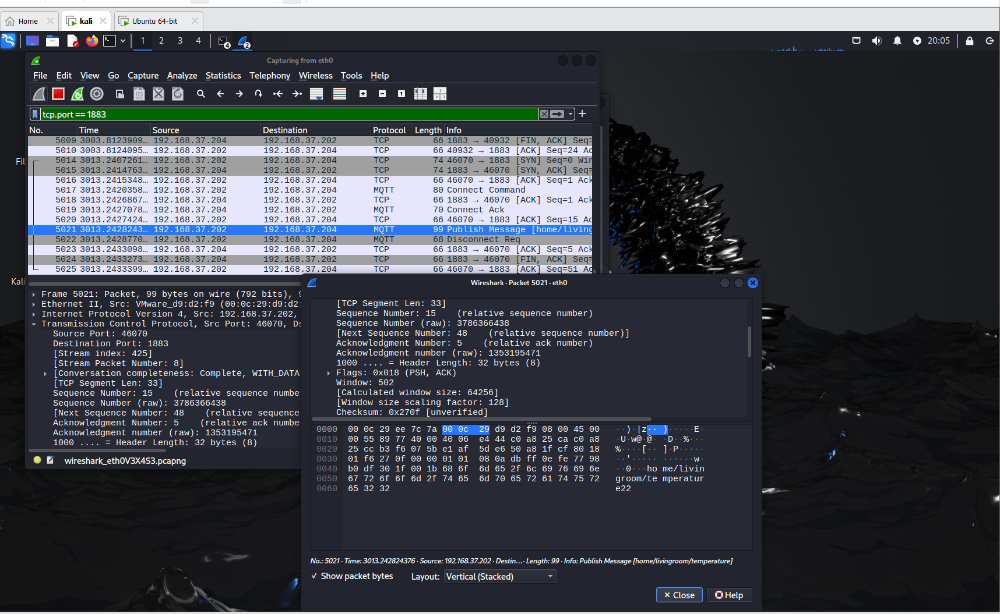 Home
kali
Ubuntu 64-bit
1 2 3 4 4 2 20:05
Capturing from eth0
File Edit View Go Capture Analyze Statistics Telephony Wireless Tools Help
tcp.port == 1883
No. Time Source Destination Protocol Length Info
5009 3003.8123909… 192.168.37.204 192.168.37.202 TCP 66 1883 → 40932 [FIN, ACK] Seq=
5010 3003.8124095… 192.168.37.202 192.168.37.204 TCP 66 40932 → 1883 [ACK] Seq=24 Ac
5014 3013.2407261… 192.168.37.202 192.168.37.204 TCP 74 46070 → 1883 [SYN] Seq=0 Win
5015 3013.2414763… 192.168.37.204 192.168.37.202 TCP 74 1883 → 46070 [SYN, ACK] Seq=
5016 3013.2415348… 192.168.37.202 192.168.37.204 TCP 66 46070 → 1883 [ACK] Seq=1 Ack
5017 3013.2420358… 192.168.37.202 192.168.37.204 MQTT 80 Connect Command
5018 3013.2426867… 192.168.37.204 192.168.37.202 TCP 66 1883 → 46070 [ACK] Seq=1 Ack
5019 3013.2427078… 192.168.37.204 192.168.37.202 MQTT 70 Connect Ack
5020 3013.2427424… 192.168.37.202 192.168.37.204 TCP 66 46070 → 1883 [ACK] Seq=15 Ac
5021 3013.2428243… 192.168.37.202 192.168.37.204 MQTT 99 Publish Message [home/living
5022 3013.2428770… 192.168.37.202 192.168.37.204 MQTT 68 Disconnect Req
5023 3013.2433098… 192.168.37.204 192.168.37.202 TCP 66 1883 → 46070 [ACK] Seq=5 Ack
5024 3013.2433273… 192.168.37.204 192.168.37.202 TCP 66 1883 → 46070 [FIN, ACK] Seq=
5025 3013.2433399… 192.168.37.202 192.168.37.204 TCP 66 46070 → 1883 [ACK] Seq=51 Ac
Fil
Kali
Frame 5021: Packet, 99 bytes on wire (792 bits), 9
Ethernet II, Src: VMware_d9:d2:f9 (00:0c:29:d9:d2:
Internet Protocol Version 4, Src: 192.168.37.202,
Transmission Control Protocol, Src Port: 46070, Ds
Source Port: 46070
Destination Port: 1883
[Stream index: 425]
[Stream Packet Number: 8]
[Conversation completeness: Complete, WITH_DATA
[TCP Segment Len: 33]
Sequence Number: 15 (relative sequence numbe
Sequence Number (raw): 3786366438
[Next Sequence Number: 48 (relative sequence
Acknowledgment Number: 5 (relative ack numbe
Acknowledgment number (raw): 1353195471
1000 .... = Header Length: 32 bytes (8)
wireshark_eth0V3X4S3.pcapng
Wireshark · Packet 5021 · eth0
[TCP Segment Len: 33]
Sequence Number: 15 (relative sequence number)
Sequence Number (raw): 3786366438
[Next Sequence Number: 48 (relative sequence number)]
Acknowledgment Number: 5 (relative ack number)
Acknowledgment number (raw): 1353195471
1000 .... = Header Length: 32 bytes (8)
Flags: 0x018 (PSH, ACK)
Window: 502
[Calculated window size: 64256]
[Window size scaling factor: 128]
Checksum: 0x270f [unverified]
0000 00 0c 29 ee 7c 7a 00 0c 29 d9 d2 f9 08 00 45 00 ··)·|z·· )·····E·
0010 00 55 89 77 40 00 40 06 e4 44 c0 a8 25 ca c0 a8 ·U·w@·@· ·D··%···
0020 25 cc b3 f6 07 5b e1 af 5d e6 50 a8 1f cf 80 18 %····[·· ]·P·····
0030 01 f6 27 0f 00 00 01 01 08 0a db ff 0e fe 77 98 ··'····· ······w·
0040 b0 df 30 1f 00 1b 68 6f 6d 65 2f 6c 69 76 69 6e ··0···ho me/livin
0050 67 72 6f 6f 6d 2f 74 65 6d 70 65 72 61 74 75 72 groom/te mperatur
0060 65 32 32 e22
No.: 5021 · Time: 3013.242824376 · Source: 192.168.37.202 · Destin…· Length: 99 · Info: Publish Message [home/livingroom/temperature]
Show packet bytes Layout: Vertical (Stacked)
Close Help